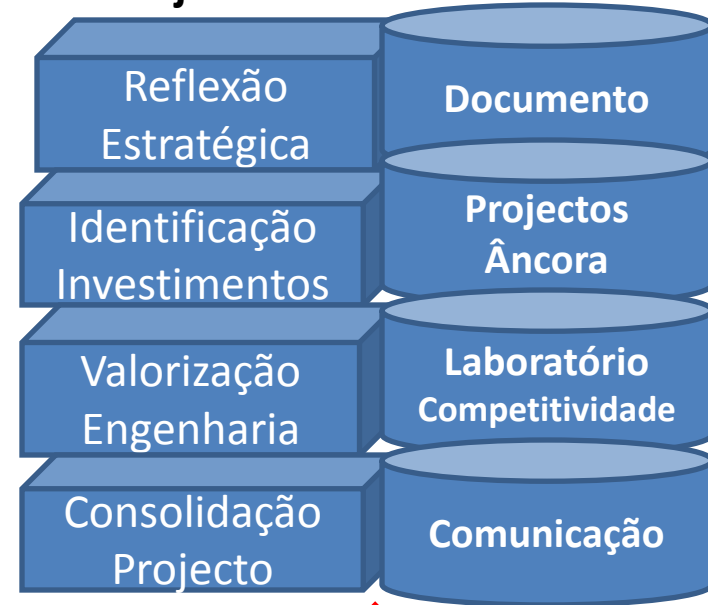 Reflexão
Estratégica
Documento
Identificação
Investimentos
Projectos
Âncora
Valorização
Engenharia
Laboratório
Competitividade
Consolidação
Projecto
Comunicação